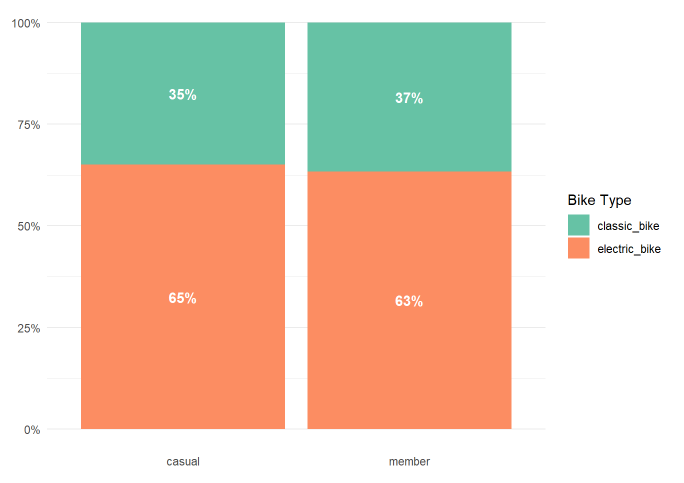 100%
75%
50%
25%
0%
35%
37%
65%
63%
casual
member
Bike Type
classic_bike
electric_bike